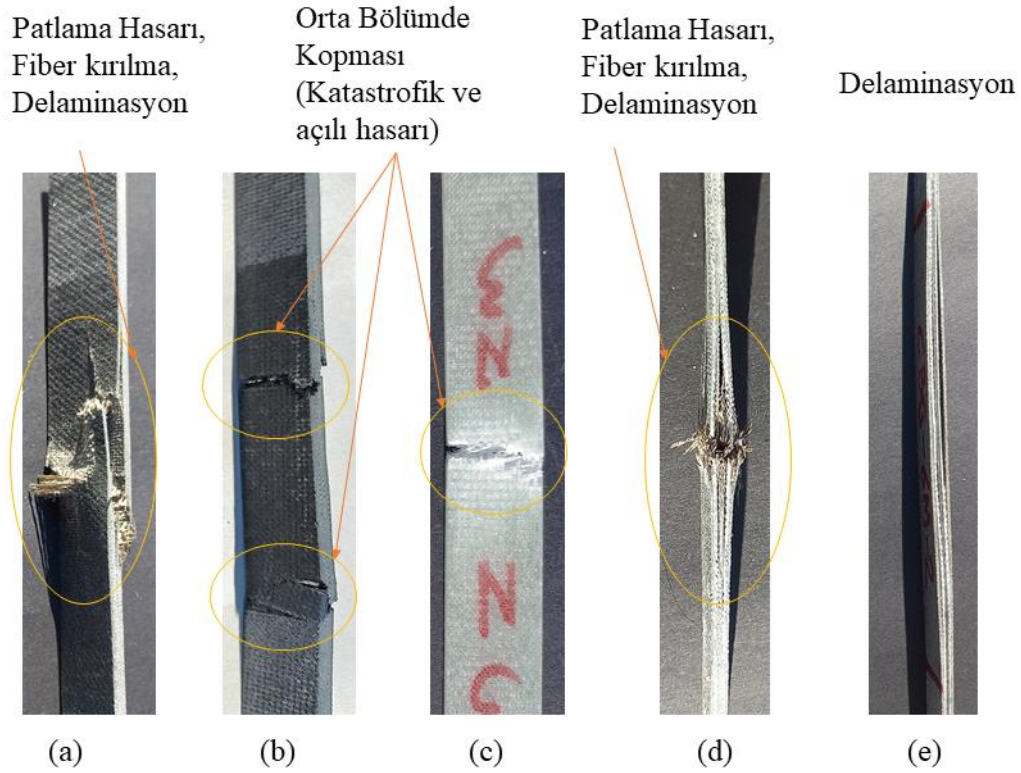 Patlama Hasarı,
Fiber kırılma,
Delaminasyon
Orta Bölümde
Kopması
(Katastrofik ve
açılı hasarı)
Patlama Hasarı,
Fiber kırılma,
Delaminasyon
Delaminasyon
(a)
(b)
(c)
(d)
(e)